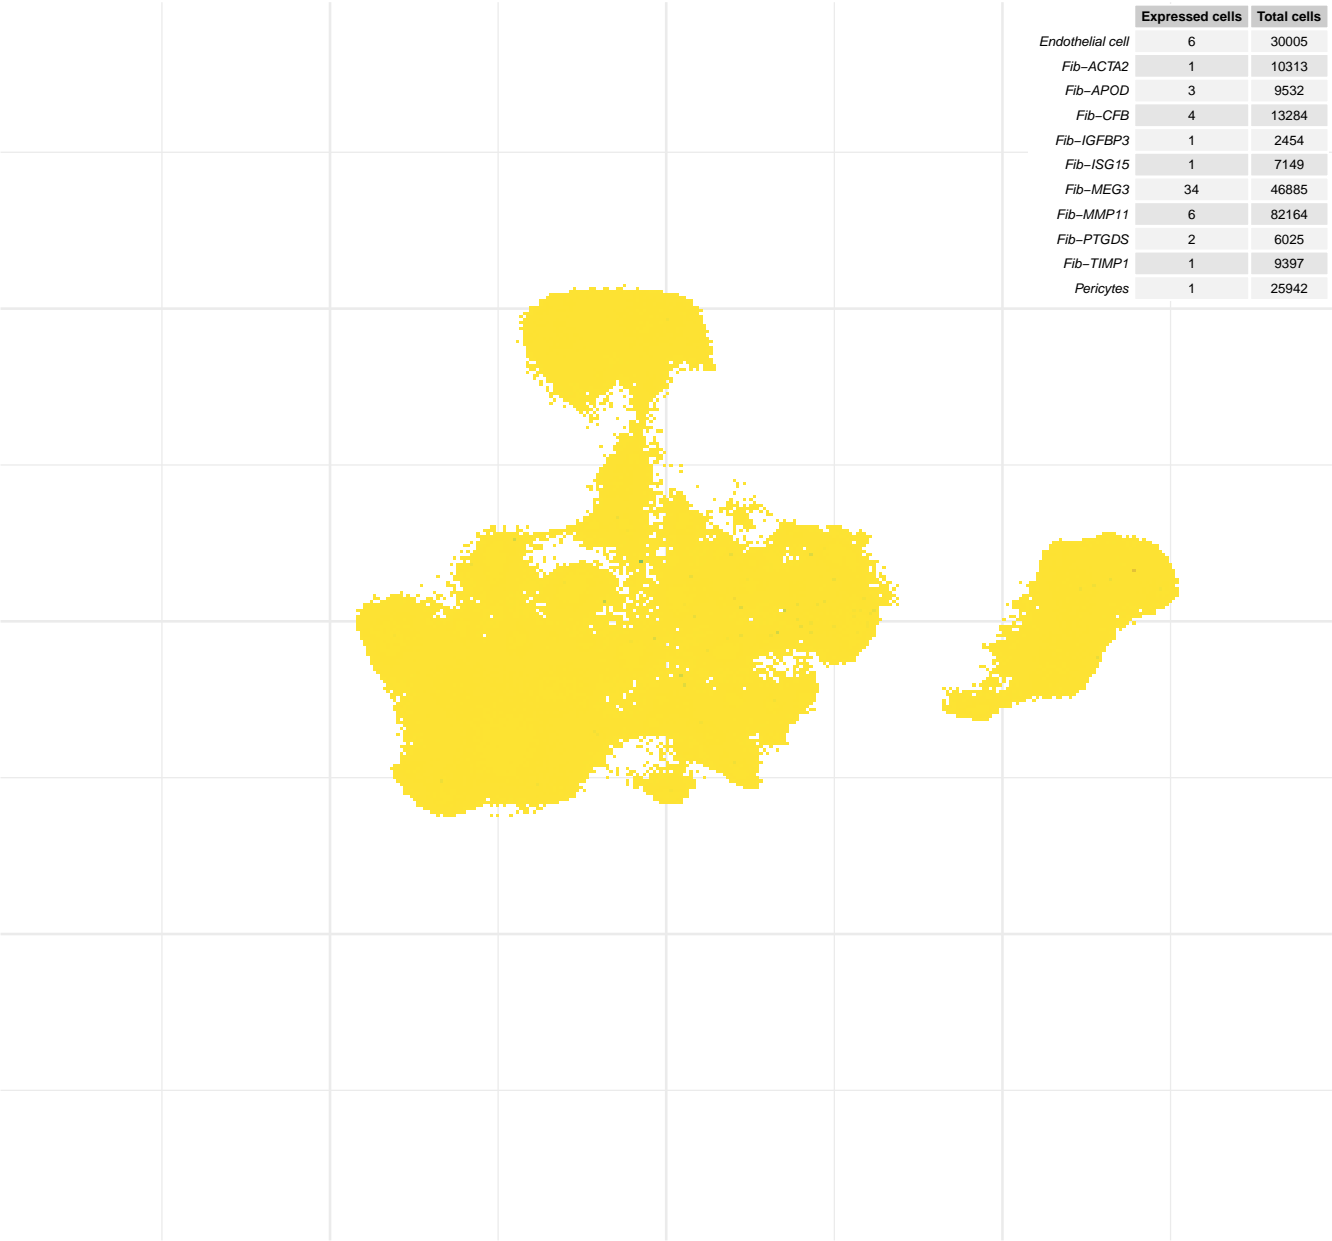 Expressed cells Total cells
Endothelial cell 6 30005
Fib−ACTA2 1 10313
Fib−APOD 3 9532
Fib−CFB 4 13284
Fib−IGFBP3 1 2454
Fib−ISG15 1 7149
Fib−MEG3 34 46885
Fib−MMP11 6 82164
Fib−PTGDS 2 6025
Fib−TIMP1 1 9397
Pericytes 1 25942